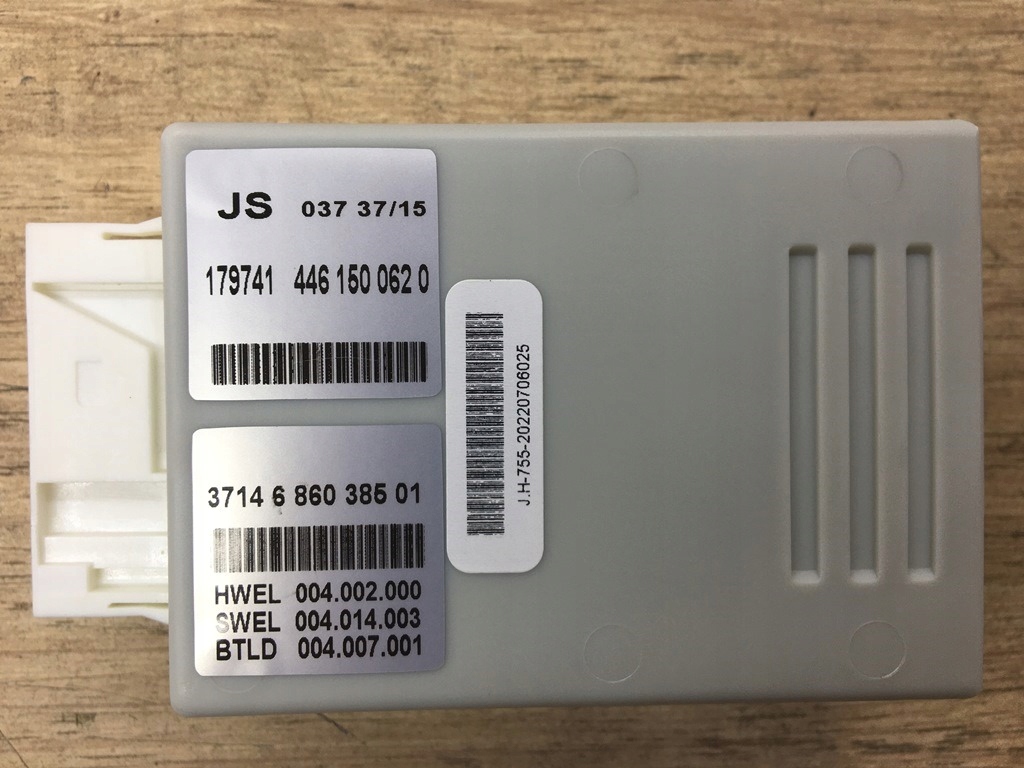 JS 037 37/15
179741 446 150 062 0
3714 6 860 385 01
HWEL 004.002.000
SWEL 004.014.003
BTLD 004.007.001
J.H-755-20220706025